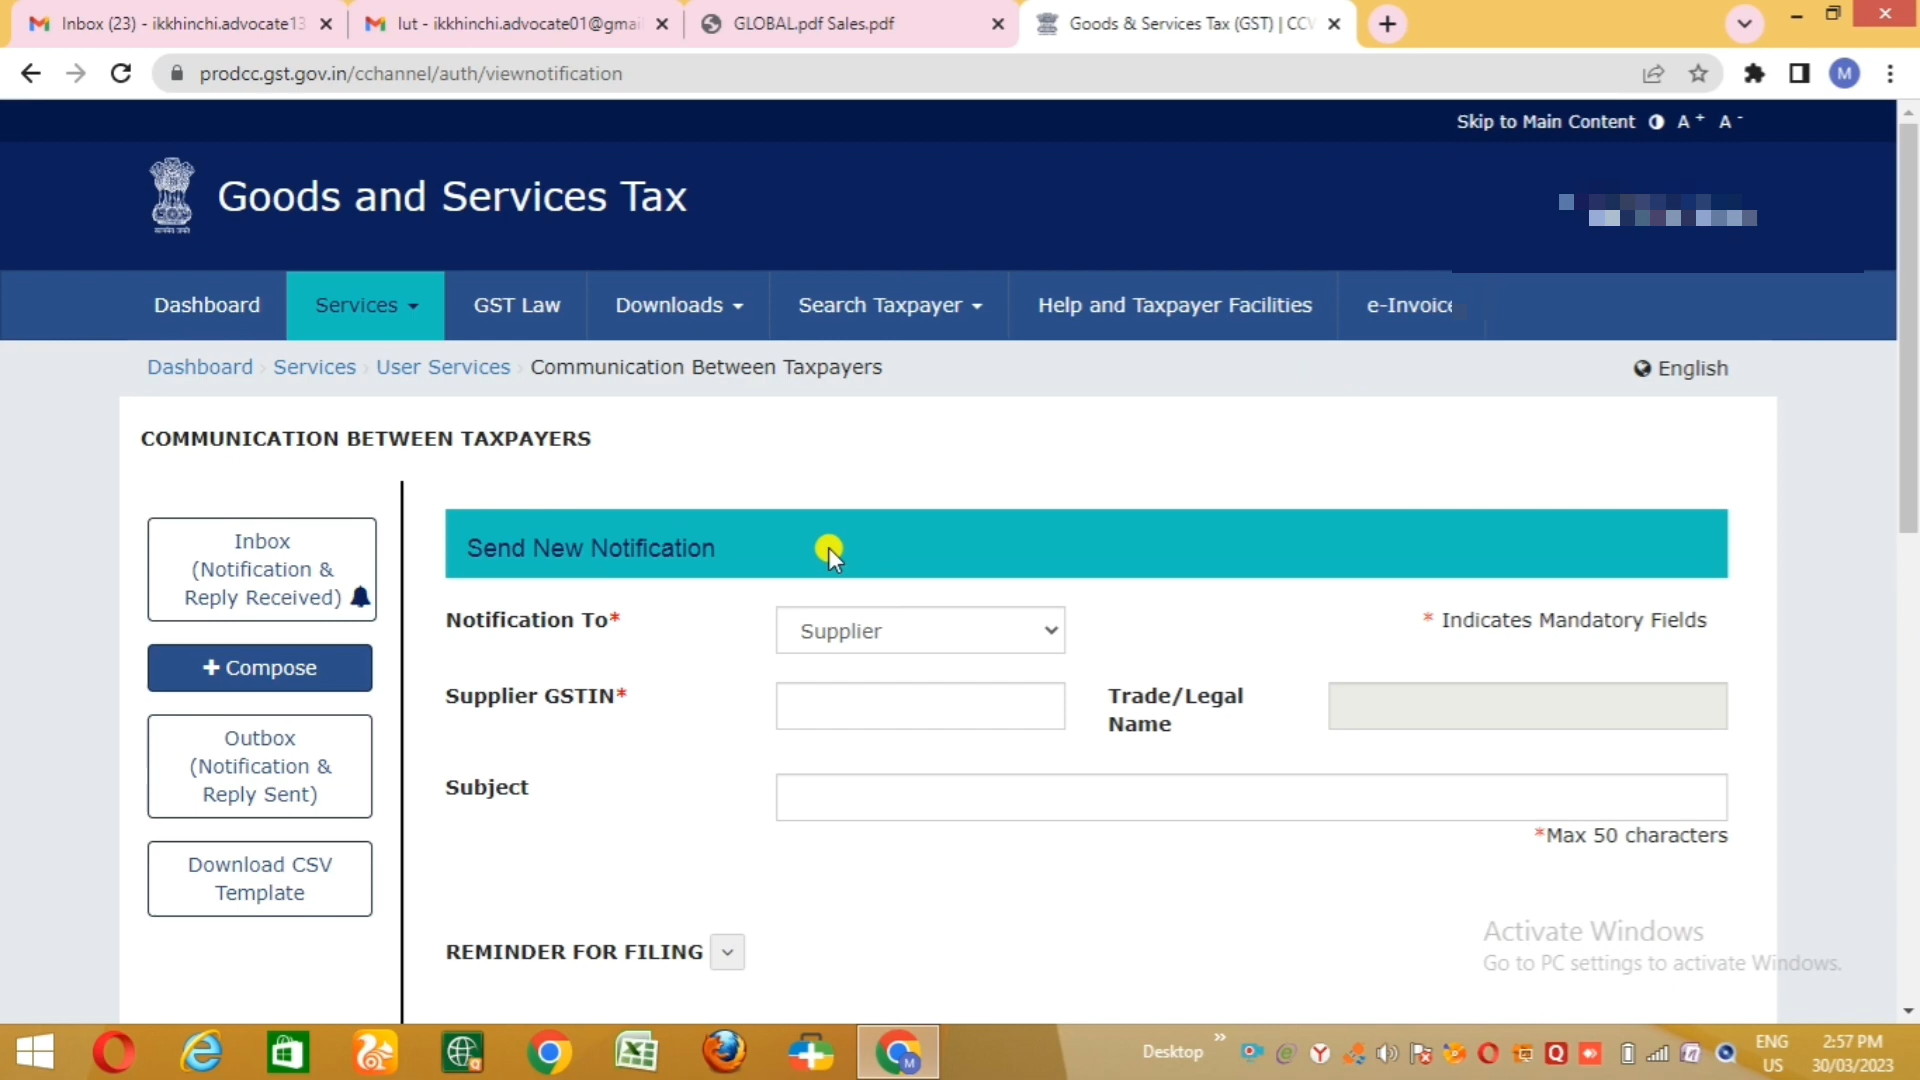 Inbox (23) - ikkhinchi.advocate13
lut - ikkhinchi.advocate01@gmai
GLOBAL.pdf Sales.pdf
Goods & Services Tax (GST) | CCV
prodcc.gst.gov.in/cchannel/auth/viewnotification
M
Skip to Main Content A+ A-
Goods and Services Tax
Dashboard Services GST Law Downloads Search Taxpayer Help and Taxpayer Facilities e-Invoice
Dashboard › Services › User Services › Communication Between Taxpayers
English
COMMUNICATION BETWEEN TAXPAYERS
Inbox
(Notification &
Reply Received)
+ Compose
Outbox
(Notification &
Reply Sent)
Download CSV
Template
Send New Notification
Notification To*
Supplier
* Indicates Mandatory Fields
Supplier GSTIN*
Trade/Legal
Name
Subject
*Max 50 characters
REMINDER FOR FILING
Activate Windows
Go to PC settings to activate Windows.
Desktop
ENG
US
2:57 PM
30/03/2023